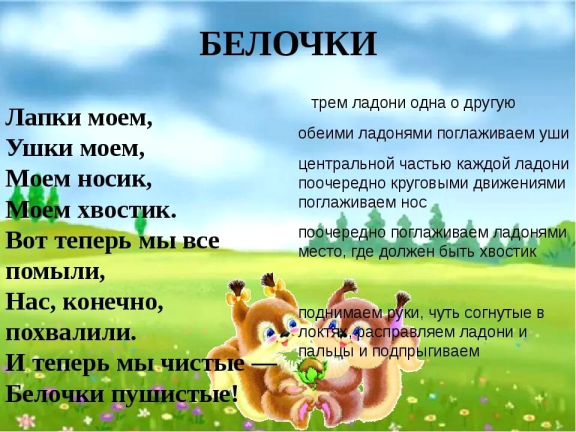 БЕЛОЧКИ
Лапки моем,
Ушки моем,
Моем носик,
Моем хвостик.
Вот теперь мы все
помыли,
Нас, конечно,
похвалили.
И теперь мы чистые —
Белочки пушистые!
трем ладони одна о другую
обеими ладонями поглаживаем уши
центральной частью каждой ладони
поочередно круговыми движениями
поглаживаем нос
поочередно поглаживаем ладонями
место, где должен быть хвостик
поднимаем руки, чуть согнутые в
локтях, расправляем ладони и
пальцы и подпрыгиваем